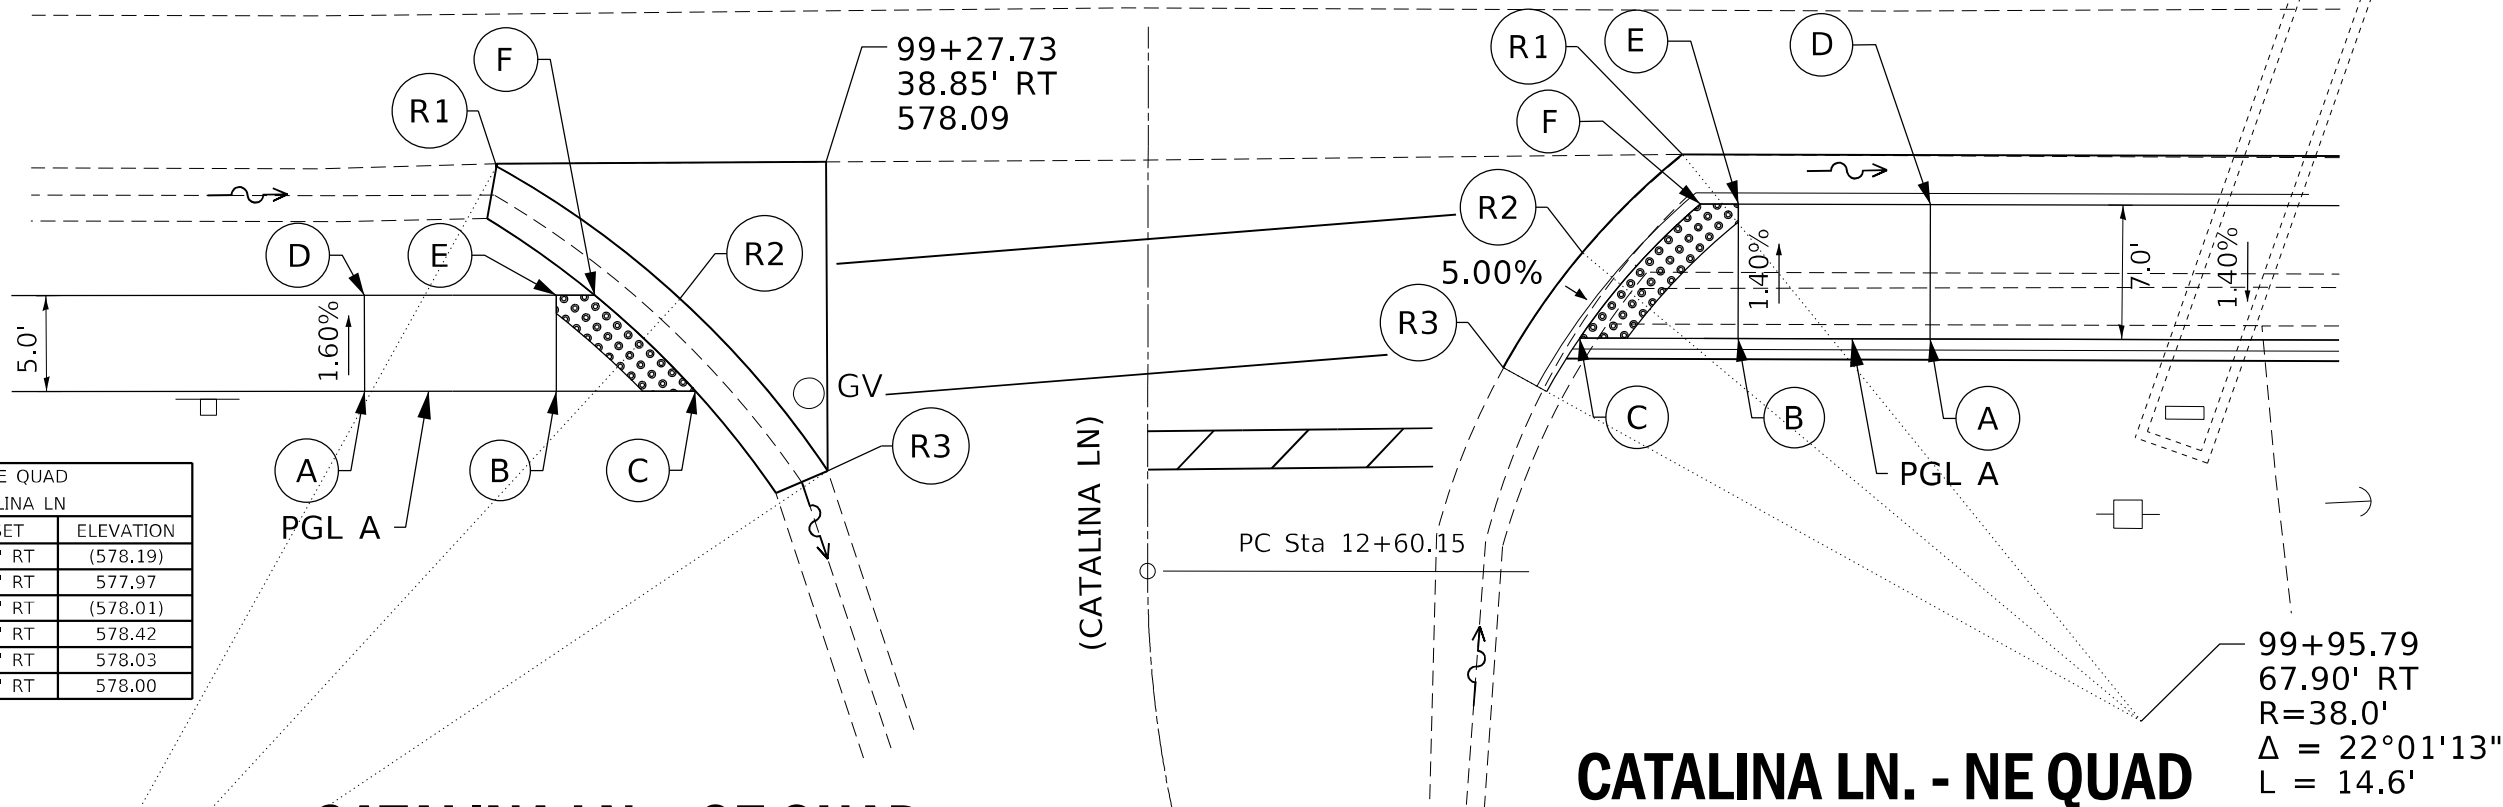 F
R1
99+27.73
38.85' RT
578.09
R1
E
D
F
D
E
R2
R2
5.00%
1.40%
7.0'
1.40%
5.0'
1.60%
GV
R3
R3
A
B
C
PGL A
C
B
A
PGL A
(CATALINA LN)
PC Sta 12+60.15
E QUAD
LINA LN
SET ELEVATION
' RT (578.19)
' RT 577.97
' RT (578.01)
' RT 578.42
' RT 578.03
' RT 578.00
99+95.79
67.90' RT
R=38.0'
Δ = 22°01'13"
L = 14.6'
CATALINA LN. - NE QUAD